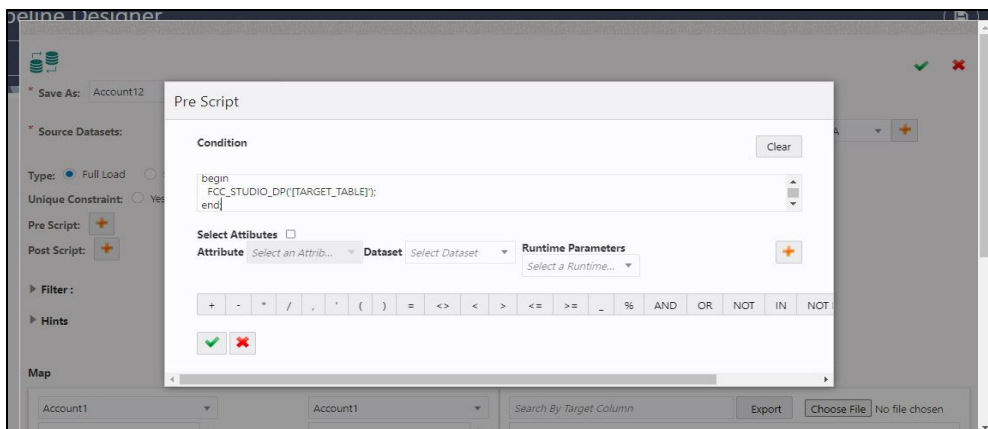 peline Designer
* Save As: Account12
* Source Datasets:
A
Type: Full Load
Unique Constraint: Yes
Pre Script:
Post Script:
Filter :
Hints
Map
Pre Script
Condition
Clear
begin
FCC_STUDIO_DP('[TARGET_TABLE]');
end;
Select Attibutes
Attribute Select an Attrib... Dataset Select Dataset Runtime Parameters
Select a Runtime...
+ - * / , ' ( ) = <> < > <= >= _ % AND OR NOT IN NOT
Account1 Account1 Search By Target Column Export Choose File No file chosen